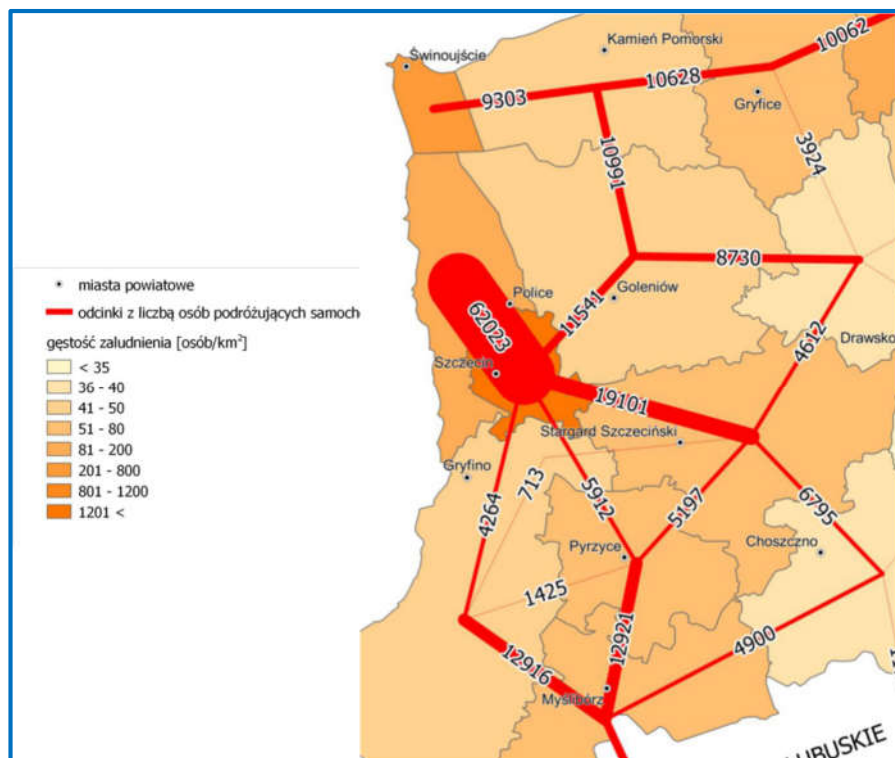 miasta powiatowe
odcinki z liczbą osób podróżujących samoch
gęstość zaludnienia [osób/km²]
< 35
36 - 40
41 - 50
51 - 80
81 - 200
201 - 800
801 - 1200
1201 <
10062
Kamień Pomorski
Świnoujście
10628
9303
Gryfice
3924
10991
8730
Goleniów
Police
11541
62023
4612
Drawsko
Szczecin
19101
Stargard Szczeciński
Gryfino
713
5912
5197
6795
4264
Choszczno
Pyrzyce
1425
12921
4900
12916
Myślibórz
UBUSKIE